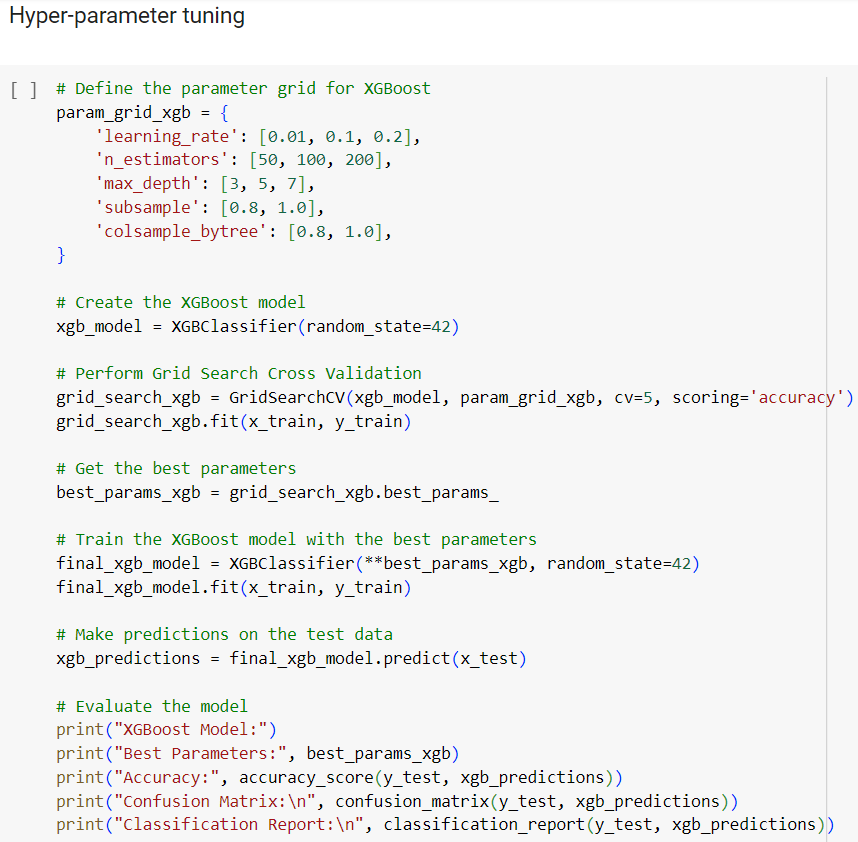 Hyper-parameter tuning
[ ] # Define the parameter grid for XGBoost
param_grid_xgb = {
    'learning_rate': [0.01, 0.1, 0.2],
    'n_estimators': [50, 100, 200],
    'max_depth': [3, 5, 7],
    'subsample': [0.8, 1.0],
    'colsample_bytree': [0.8, 1.0],
}
# Create the XGBoost model
xgb_model = XGBClassifier(random_state=42)
# Perform Grid Search Cross Validation
grid_search_xgb = GridSearchCV(xgb_model, param_grid_xgb, cv=5, scoring='accuracy')
grid_search_xgb.fit(x_train, y_train)
# Get the best parameters
best_params_xgb = grid_search_xgb.best_params_
# Train the XGBoost model with the best parameters
final_xgb_model = XGBClassifier(**best_params_xgb, random_state=42)
final_xgb_model.fit(x_train, y_train)
# Make predictions on the test data
xgb_predictions = final_xgb_model.predict(x_test)
# Evaluate the model
print("XGBoost Model:")
print("Best Parameters:", best_params_xgb)
print("Accuracy:", accuracy_score(y_test, xgb_predictions))
print("Confusion Matrix:\n", confusion_matrix(y_test, xgb_predictions))
print("Classification Report:\n", classification_report(y_test, xgb_predictions))